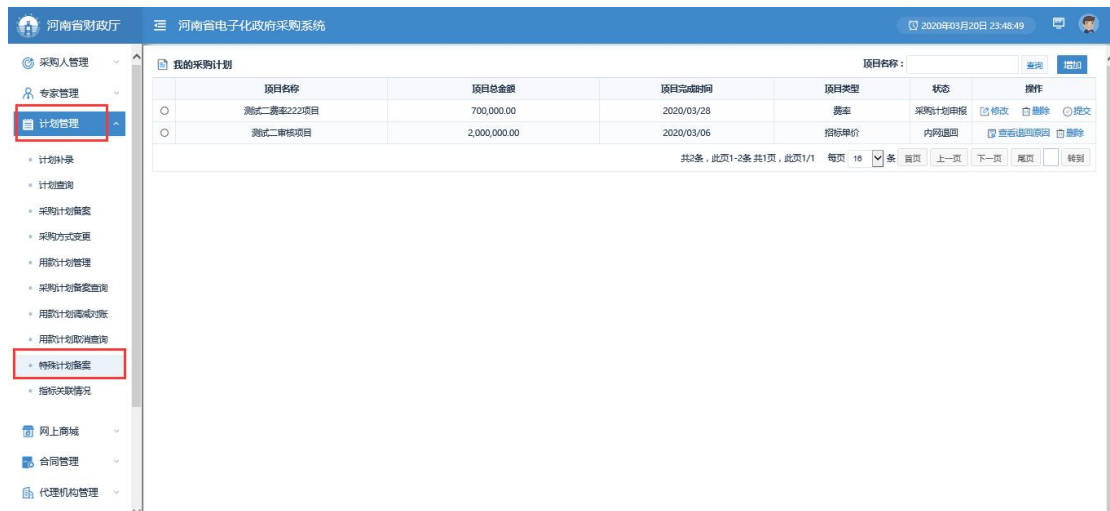 河南省财政厅
河南省电子化政府采购系统
2020年03月20日 23:48:49
采购人管理
专家管理
计划管理
计划补录
计划查询
采购计划备案
采购方式变更
用款计划管理
采购计划备案查询
用款计划调减对账
用款计划取消查询
特殊计划备案
指标关联情况
网上商城
合同管理
代理机构管理
我的采购计划 项目名称： 查询 增加
项目名称 项目总金额 项目完成时间 项目类型 状态 操作
测试二费率222项目 700,000.00 2020/03/28 费率 采购计划申报 修改 删除 提交
测试二审核项目 2,000,000.00 2020/03/06 招标单价 内网退回 查看退回原因 删除
共2条，此页1-2条 共1页，此页1/1 每页 16 条 首页 上一页 下一页 尾页 转到